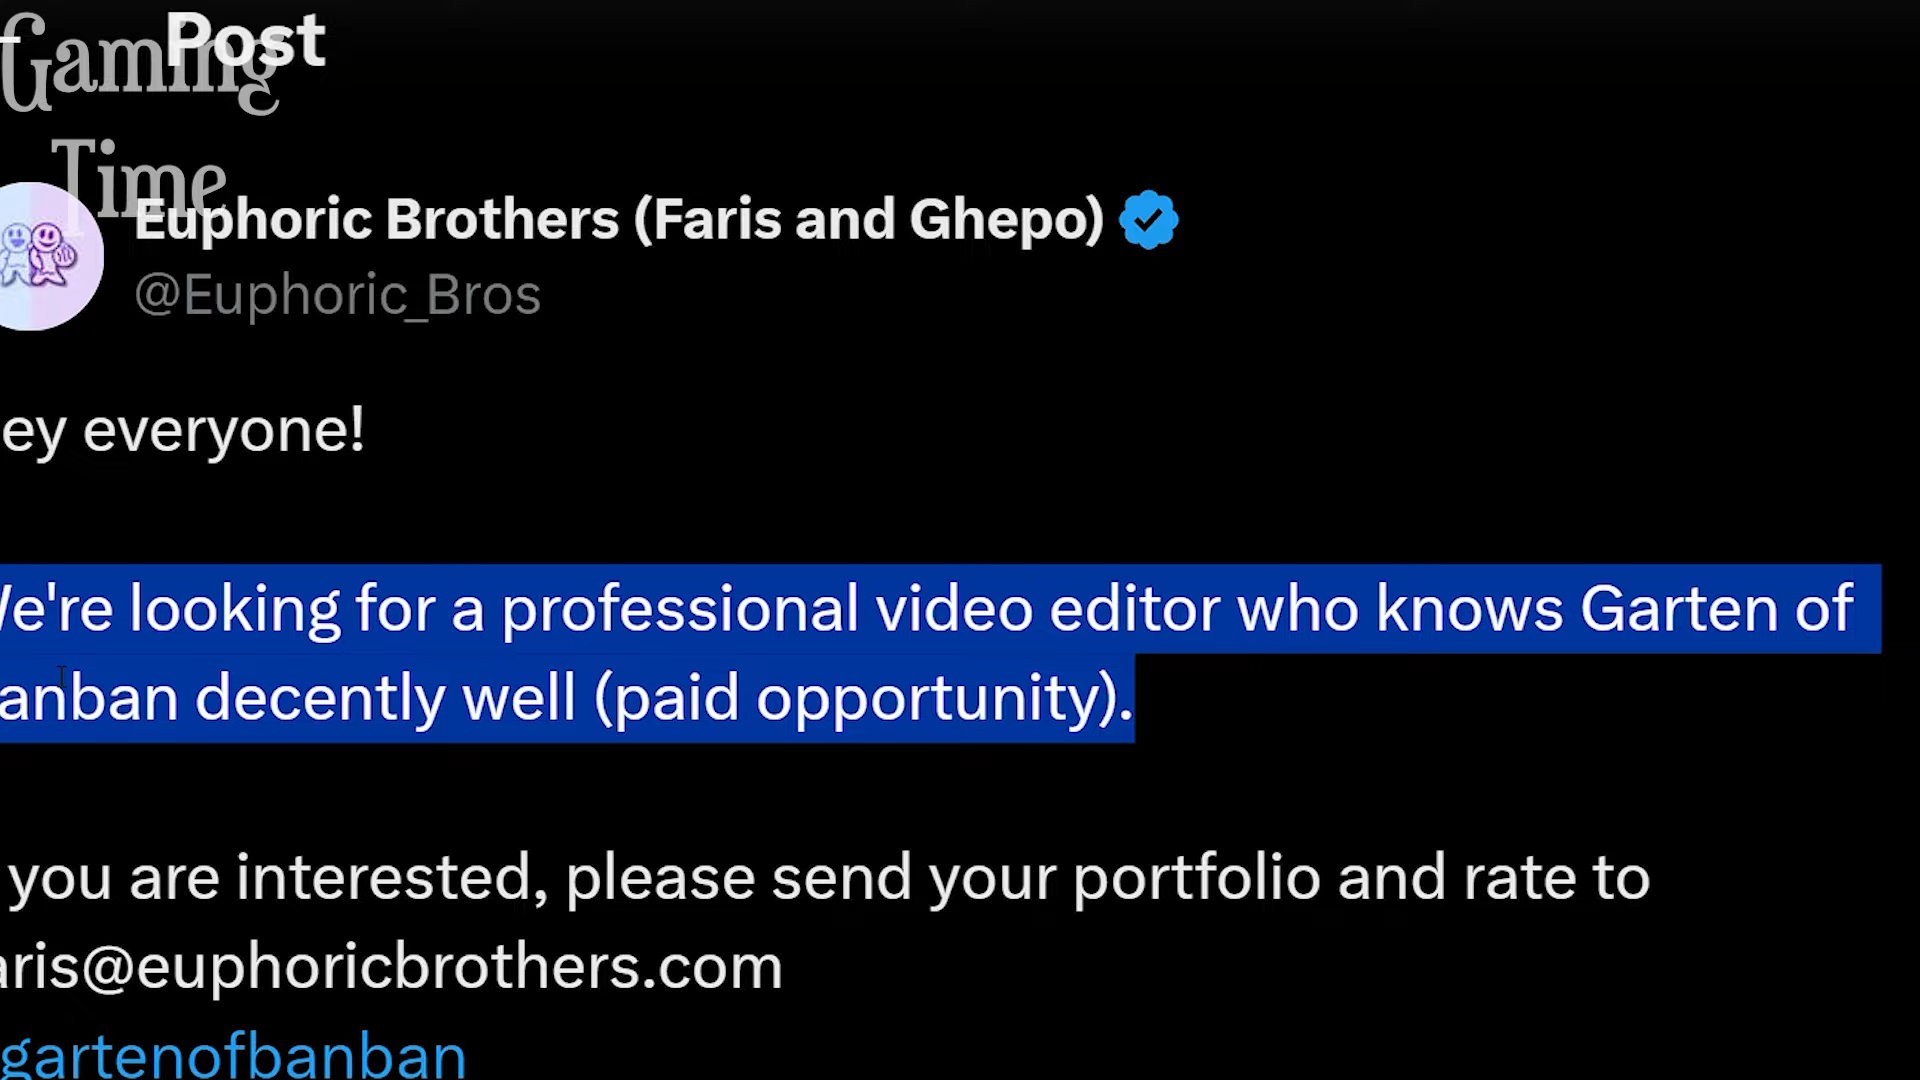 Gaming
Time
Post
Euphoric Brothers (Faris and Ghepo)
@Euphoric_Bros
ey everyone!
We're looking for a professional video editor who knows Garten of
anban decently well (paid opportunity).
you are interested, please send your portfolio and rate to
aris@euphoricbrothers.com
gartenofbanban